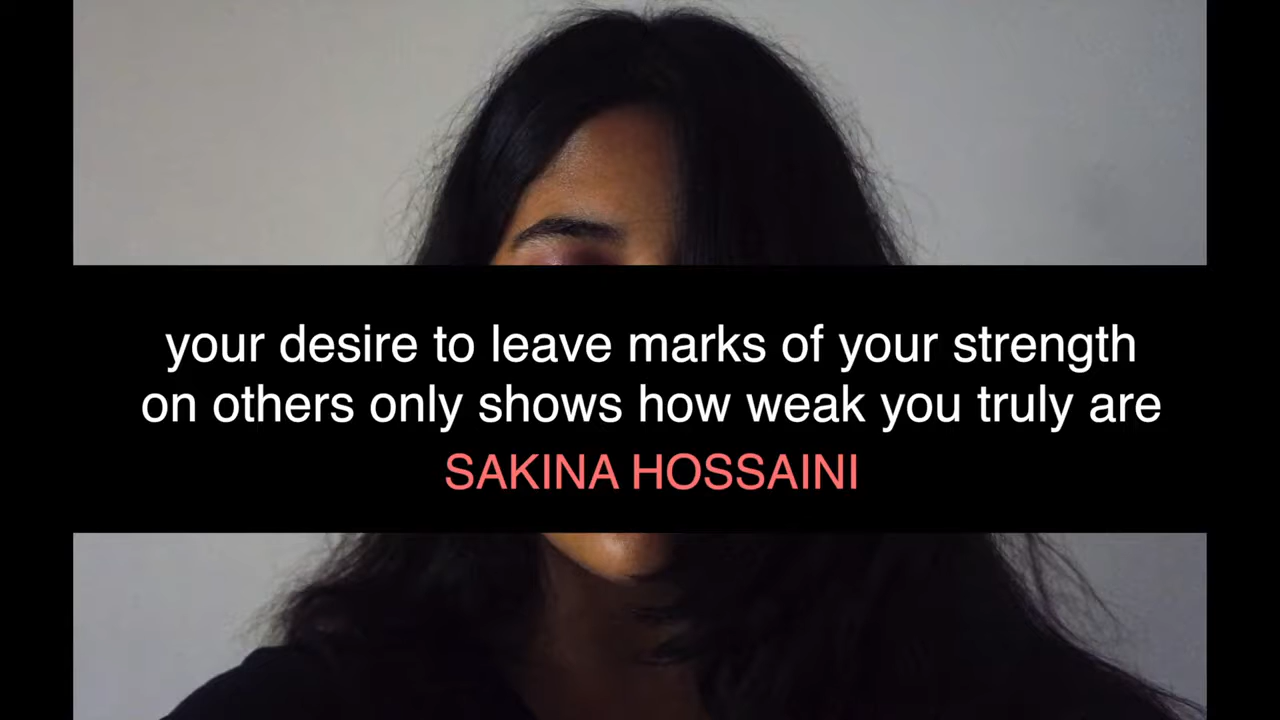 your desire to leave marks of your strength
on others only shows how weak you truly are
SAKINA HOSSAINI